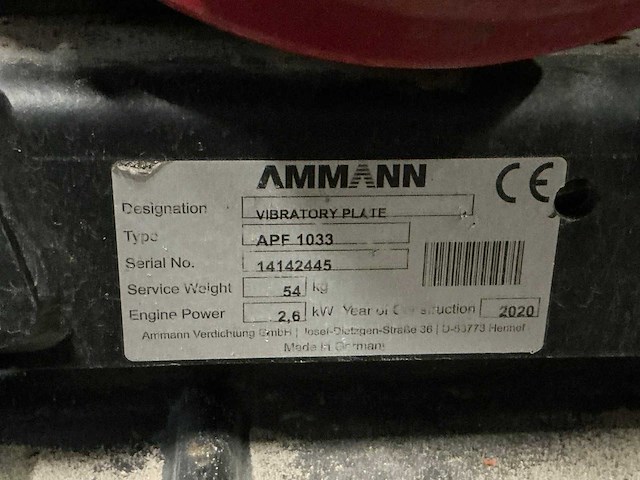 AMMANN
CE
Designation VIBRATORY PLATE
Type APF 1033
Serial No. 14142445
Service Weight 54 kg
Engine Power 2,6 kW Year of Construction 2020
Ammann Verdichtung GmbH | Josef-Dietzgen-Straße 36 | D-53773 Hennef
Made in Germany